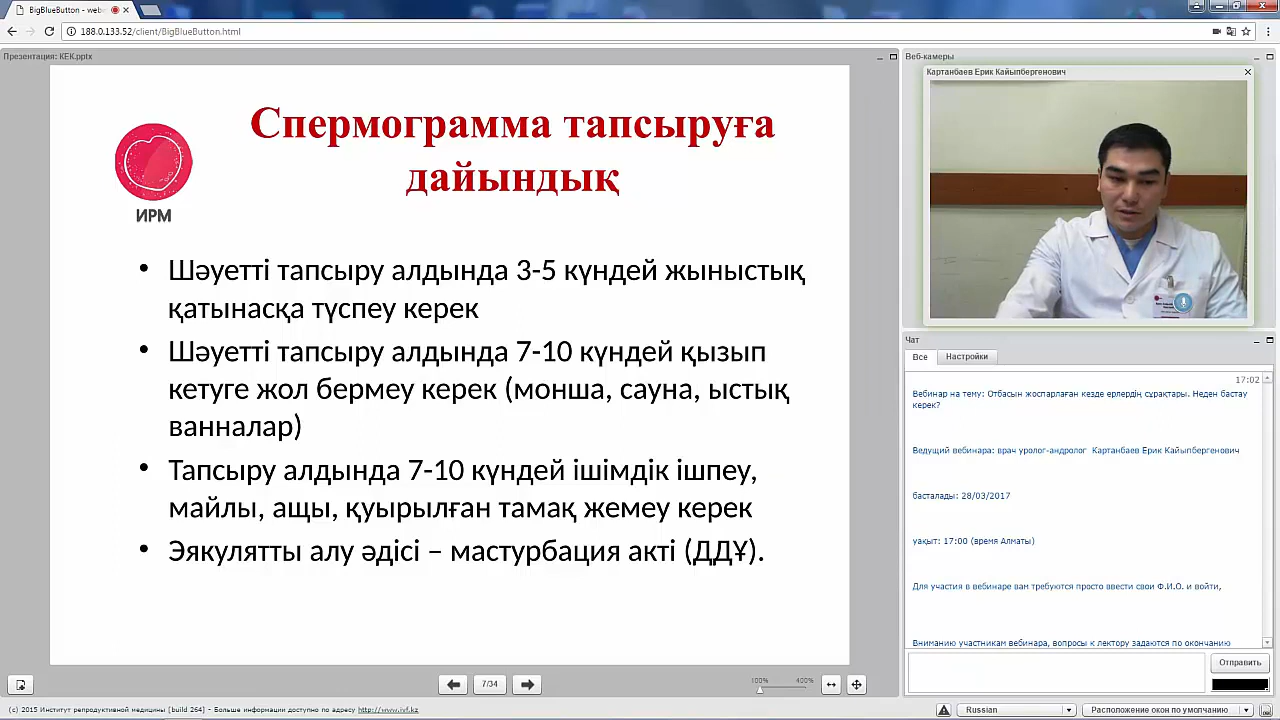 BigBlueButton - web
188.0.133.52/client/BigBlueButton.html
Презентация: КЕК.pptx
Спермограмма тапсыруға
дайындық
ИРМ
• Шәуетті тапсыру алдында 3-5 күндей жыныстық
қатынасқа түспеу керек
• Шәуетті тапсыру алдында 7-10 күндей қызып
кетуге жол бермеу керек (монша, сауна, ыстық
ванналар)
• Тапсыру алдында 7-10 күндей ішімдік ішпеу,
майлы, ащы, қуырылған тамақ жемеу керек
• Эякулятты алу әдісі – мастурбация акті (ДДҰ).
7/34
100% 400%
Веб-камеры
Картанбаев Ерик Кайыпбергенович
Чат
Все Настройки
17:02
Вебинар на тему: Отбасын жоспарлаған кезде ерлердің сұрақтары. Неден бастау
керек?
Ведущий вебинара: врач уролог-андролог Картанбаев Ерик Кайыпбергенович
басталады: 28/03/2017
уақыт: 17:00 (время Алматы)
Для участия в вебинаре вам требуются просто ввести свои Ф.И.О. и войти,
Вниманию участникам вебинара, вопросы к лектору задаются по окончанию
Отправить
(c) 2015 Институт репродуктивной медицины [build 264] - Больше информации доступно по адресу http://www.ivf.kz
Russian
Расположение окон по умолчанию